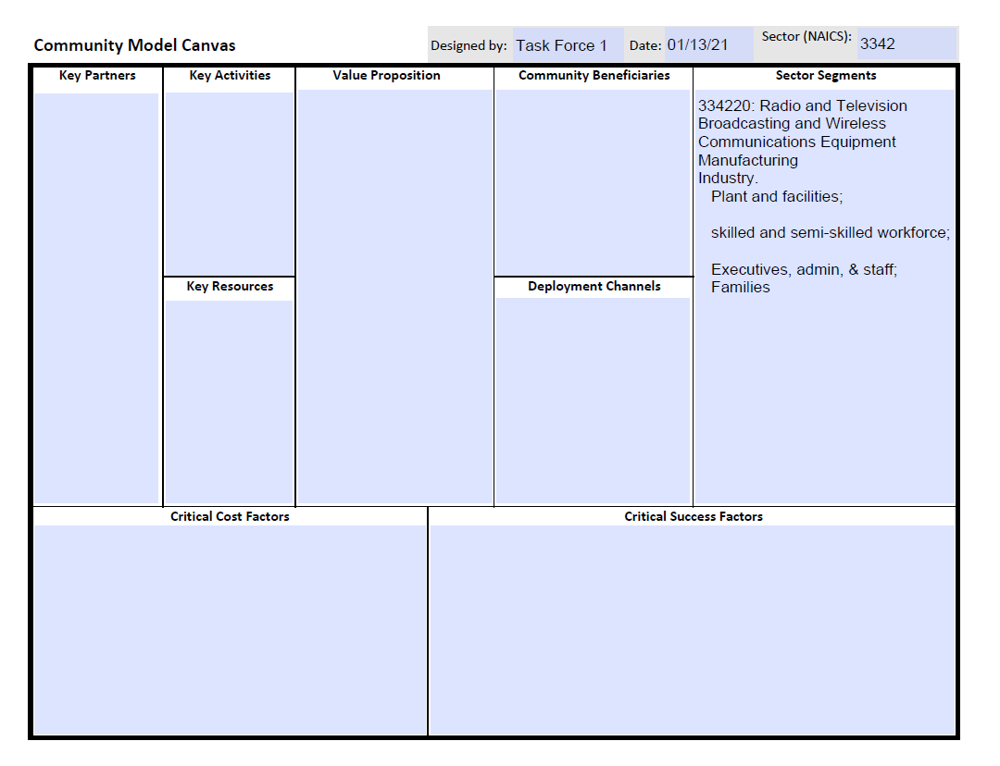 Community Model Canvas
Designed by: Task Force 1 Date: 01/13/21 Sector (NAICS): 3342
Key Partners
Key Activities
Value Proposition
Community Beneficiaries
Sector Segments
334220: Radio and Television
Broadcasting and Wireless
Communications Equipment
Manufacturing
Industry.
Plant and facilities;
skilled and semi-skilled workforce;
Executives, admin, & staff;
Families
Key Resources
Deployment Channels
Critical Cost Factors
Critical Success Factors